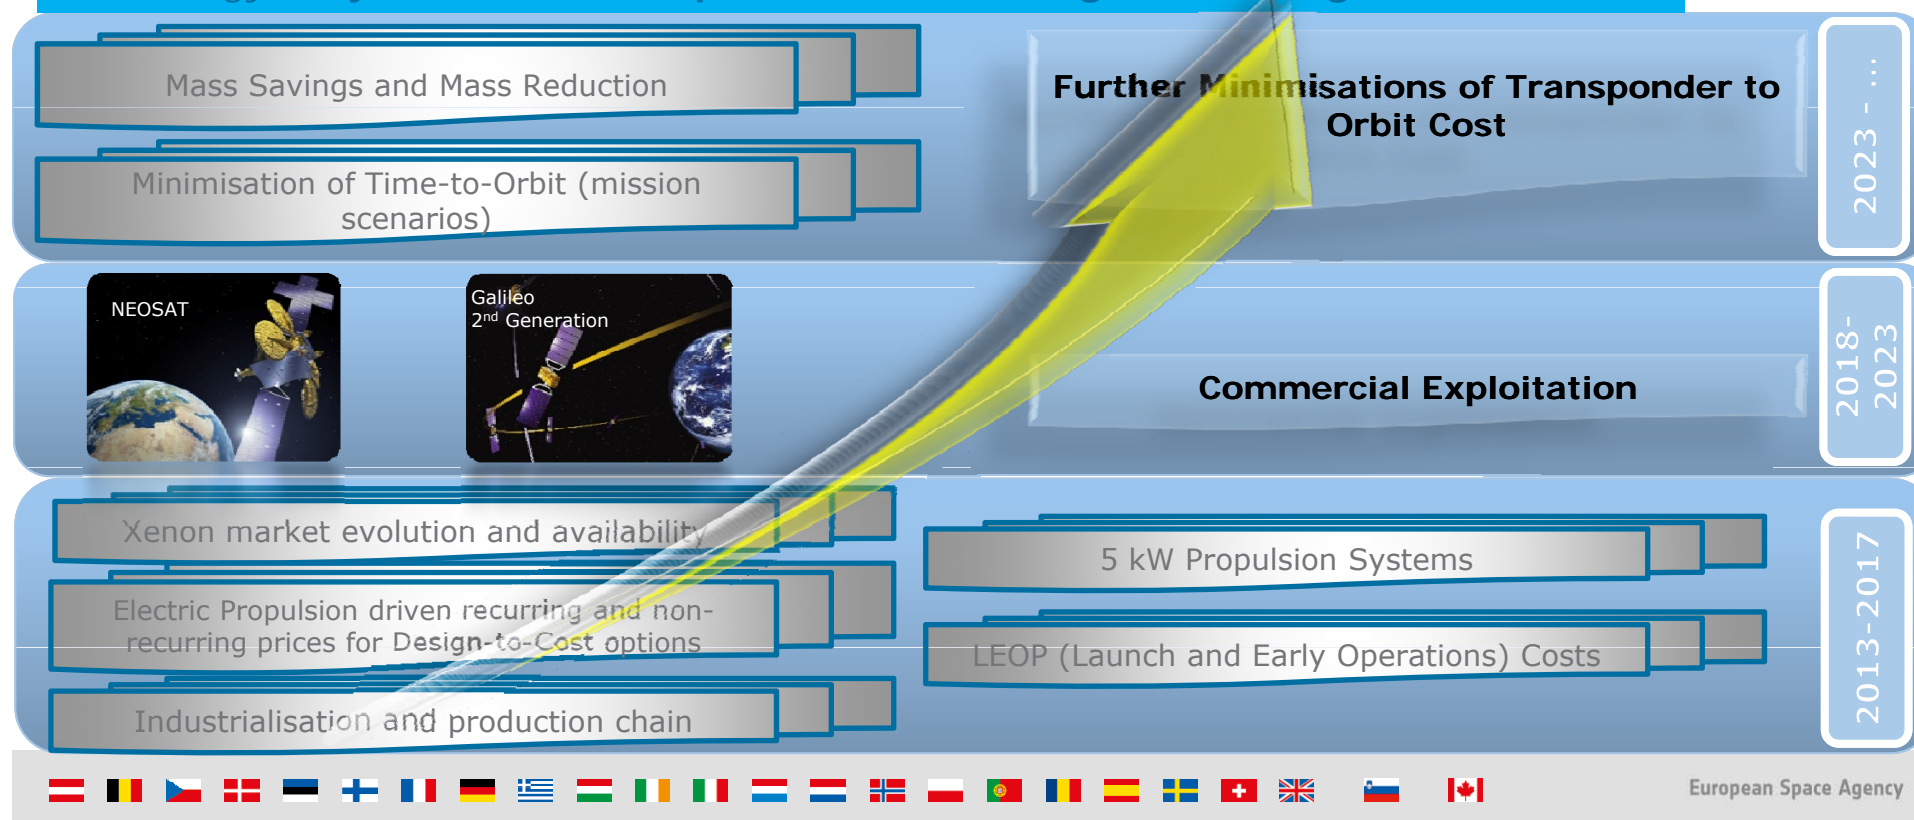 Mass Savings and Mass Reduction
Minimisation of Time-to-Orbit (mission
scenarios)
Further Minimisations of Transponder to
Orbit Cost
2023 - ...
NEOSAT
Galileo
2nd Generation
Commercial Exploitation
2018-
2023
Xenon market evolution and availability
Electric Propulsion driven recurring and non-
recurring prices for Design-to-Cost options
Industrialisation and production chain
5 kW Propulsion Systems
LEOP (Launch and Early Operations) Costs
2013-2017
European Space Agency